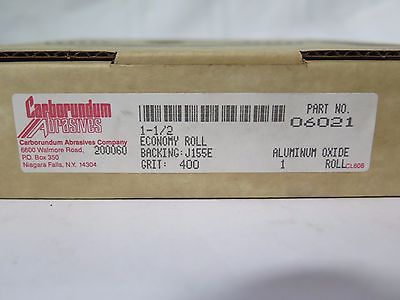 Carborundum
Abrasives
Carborundum Abrasives Company
6600 Walmore Road,
P.O. Box 350
Niagara Falls, N.Y. 14304
200060
1-1/2
ECONOMY ROLL
BACKING: J155E
GRIT: 400
PART NO.
06021
ALUMINUM OXIDE
1 ROLL
CL606